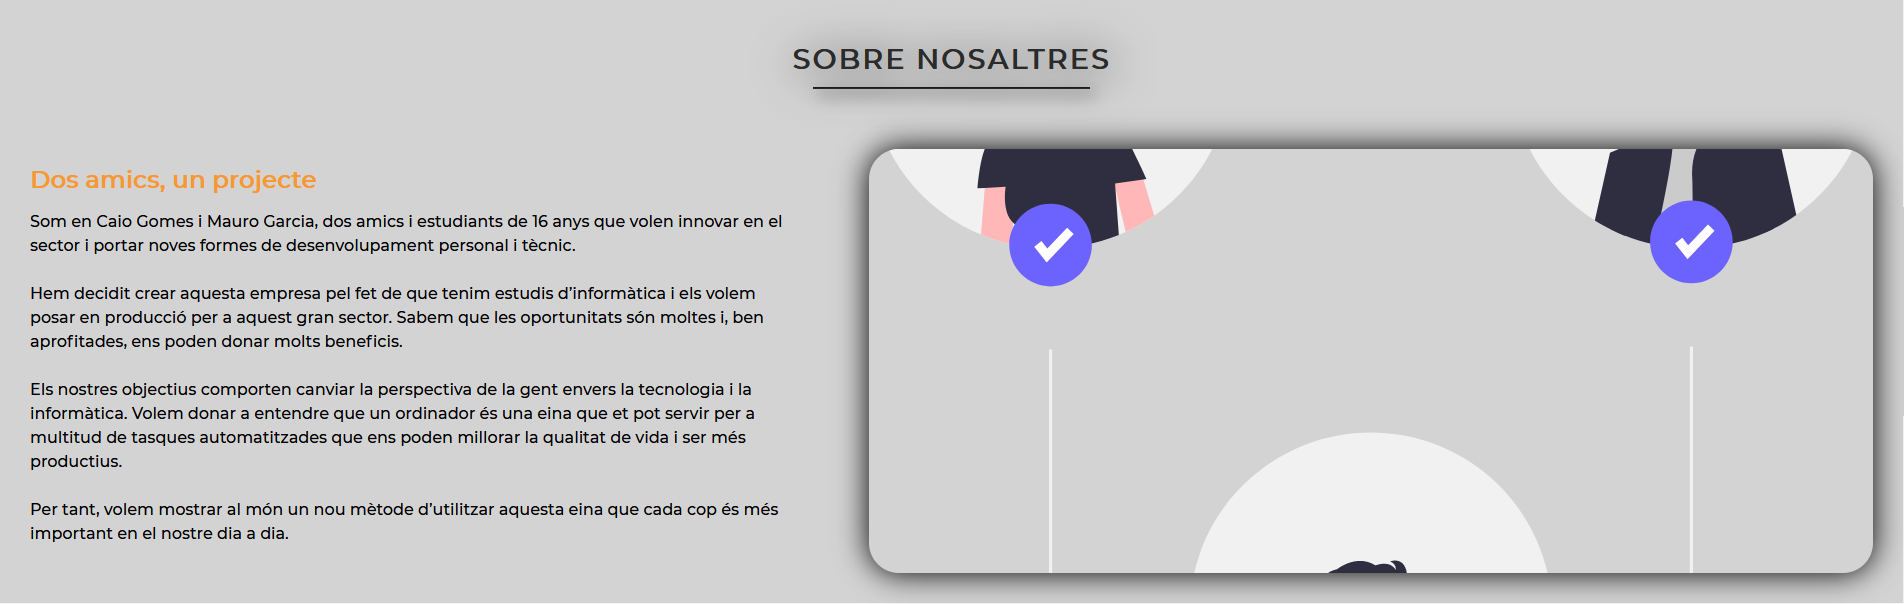 SOBRE NOSALTRES
Dos amics, un projecte
Som en Caio Gomes i Mauro Garcia, dos amics i estudiants de 16 anys que volen innovar en el
sector i portar noves formes de desenvolupament personal i tècnic.
Hem decidit crear aquesta empresa pel fet de que tenim estudis d’informàtica i els volem
posar en producció per a aquest gran sector. Sabem que les oportunitats són moltes i, ben
aprofitades, ens poden donar molts beneficis.
Els nostres objectius comporten canviar la perspectiva de la gent envers la tecnologia i la
informàtica. Volem donar a entendre que un ordinador és una eina que et pot servir per a
multitud de tasques automatitzades que ens poden millorar la qualitat de vida i ser més
productius.
Per tant, volem mostrar al món un nou mètode d’utilitzar aquesta eina que cada cop és més
important en el nostre dia a dia.